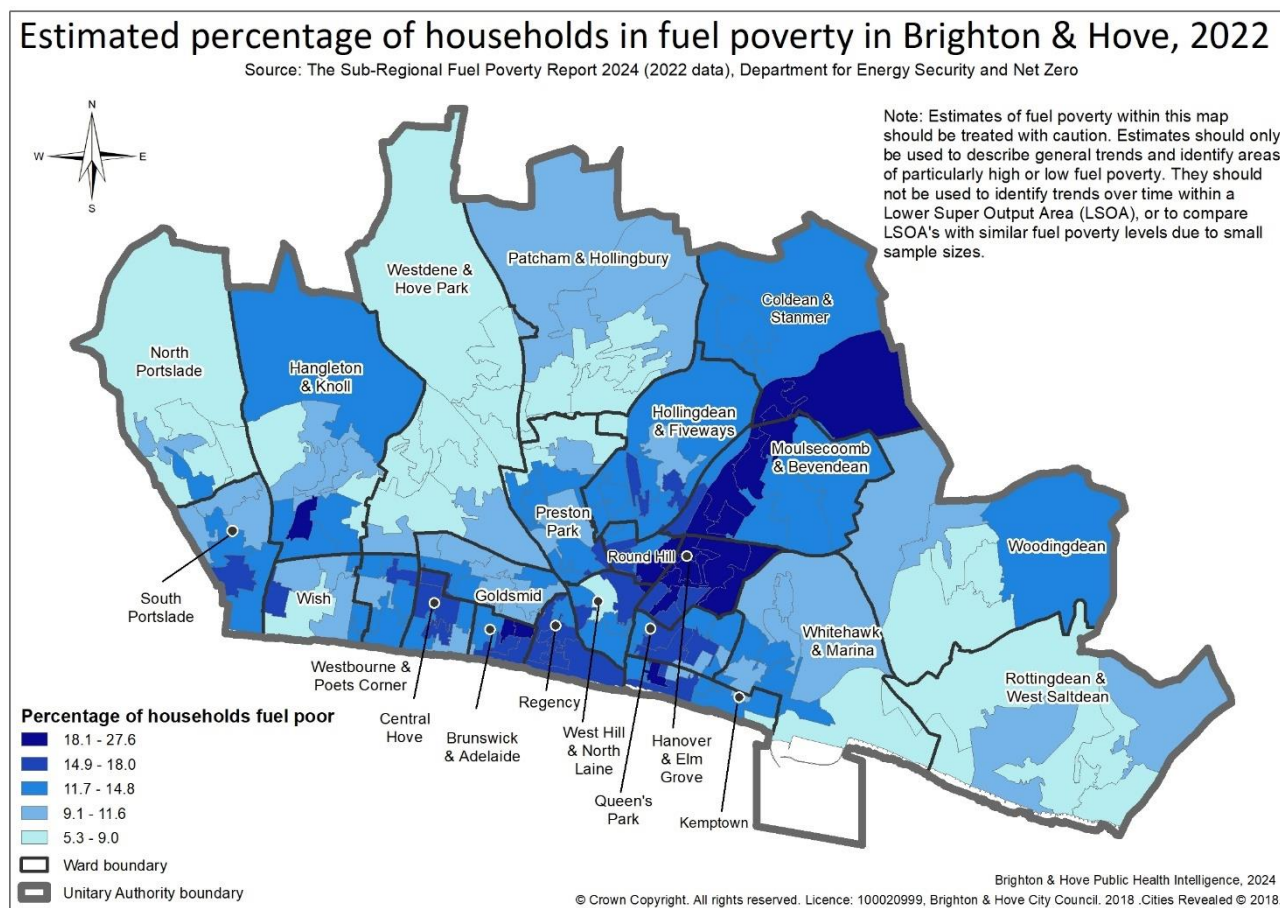 Estimated percentage of households in fuel poverty in Brighton & Hove, 2022
Source: The Sub-Regional Fuel Poverty Report 2024 (2022 data), Department for Energy Security and Net Zero
N
W
E
S
Note: Estimates of fuel poverty within this map
should be treated with caution. Estimates should only
be used to describe general trends and identify areas
of particularly high or low fuel poverty. They should
not be used to identify trends over time within a
Lower Super Output Area (LSOA), or to compare
LSOA's with similar fuel poverty levels due to small
sample sizes.
Westdene &
Hove Park
Patcham & Hollingbury
Coldean &
Stanmer
North
Portslade
Hangleton
& Knoll
Hollingdean
& Fiveways
Moulsecoomb
& Bevendean
Preston
Park
Round Hill
Woodingdean
South
Portslade
Wish
Goldsmid
Whitehawk
& Marina
Westbourne &
Poets Corner
Central
Hove
Brunswick
& Adelaide
Regency
West Hill
& North
Laine
Queen's
Park
Hanover
& Elm
Grove
Kemptown
Rottingdean &
West Saltdean
Percentage of households fuel poor
18.1 - 27.6
14.9 - 18.0
11.7 - 14.8
9.1 - 11.6
5.3 - 9.0
Ward boundary
Unitary Authority boundary
Brighton & Hove Public Health Intelligence, 2024
© Crown Copyright. All rights reserved. Licence: 100020999, Brighton & Hove City Council. 2018 .Cities Revealed © 2018